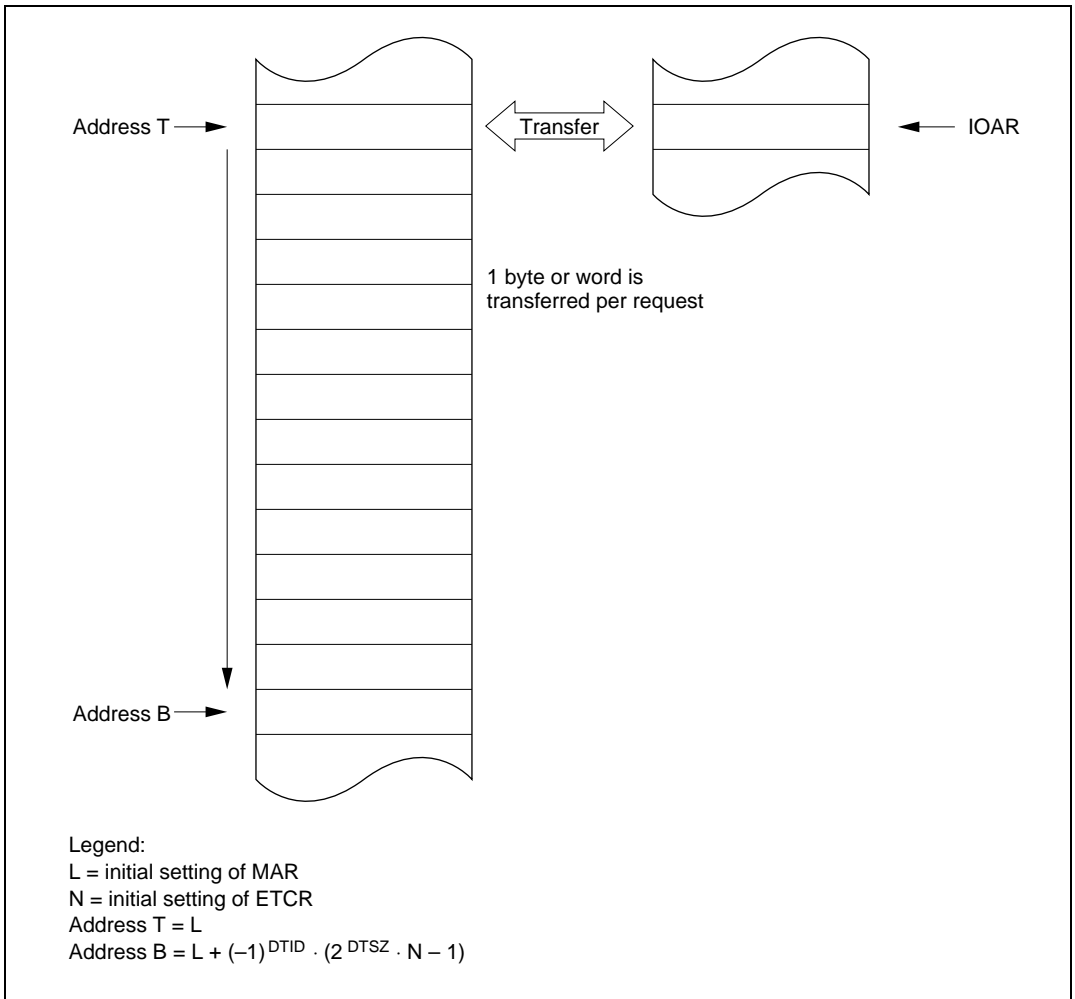 Address T
Transfer
IOAR
1 byte or word is
transferred per request
Address B
Legend:
L = initial setting of MAR
N = initial setting of ETCR
Address T = L
Address B = L + (–1)^DTID · (2^DTSZ · N – 1)